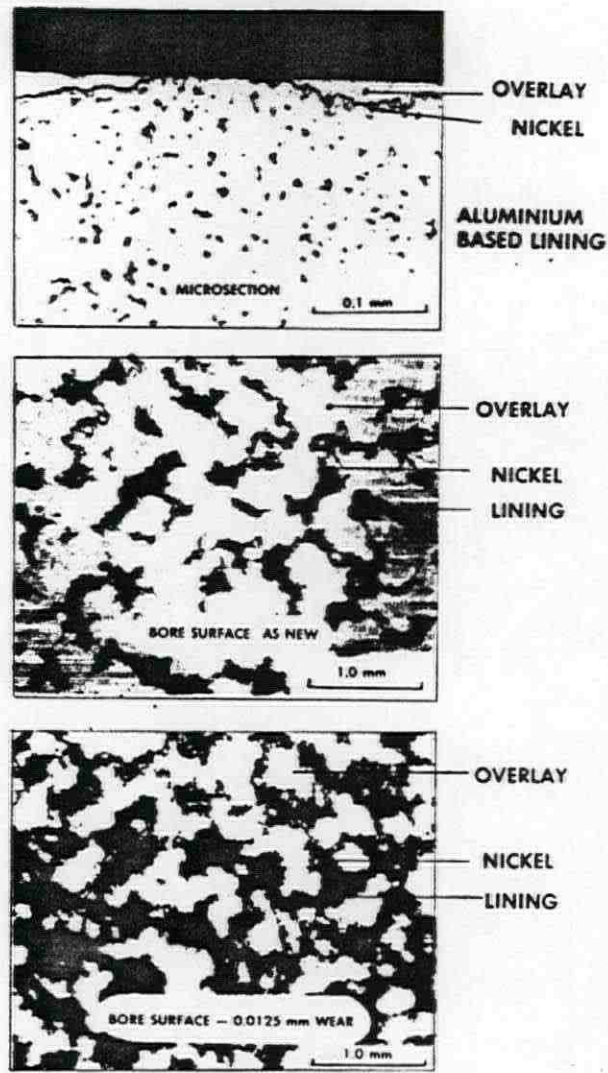 OVERLAY
NICKEL
ALUMINIUM
BASED LINING
MICROSECTION
0.1 mm
OVERLAY
NICKEL
LINING
BORE SURFACE AS NEW
1.0 mm
OVERLAY
NICKEL
LINING
BORE SURFACE – 0.0125 mm WEAR
1.0 mm